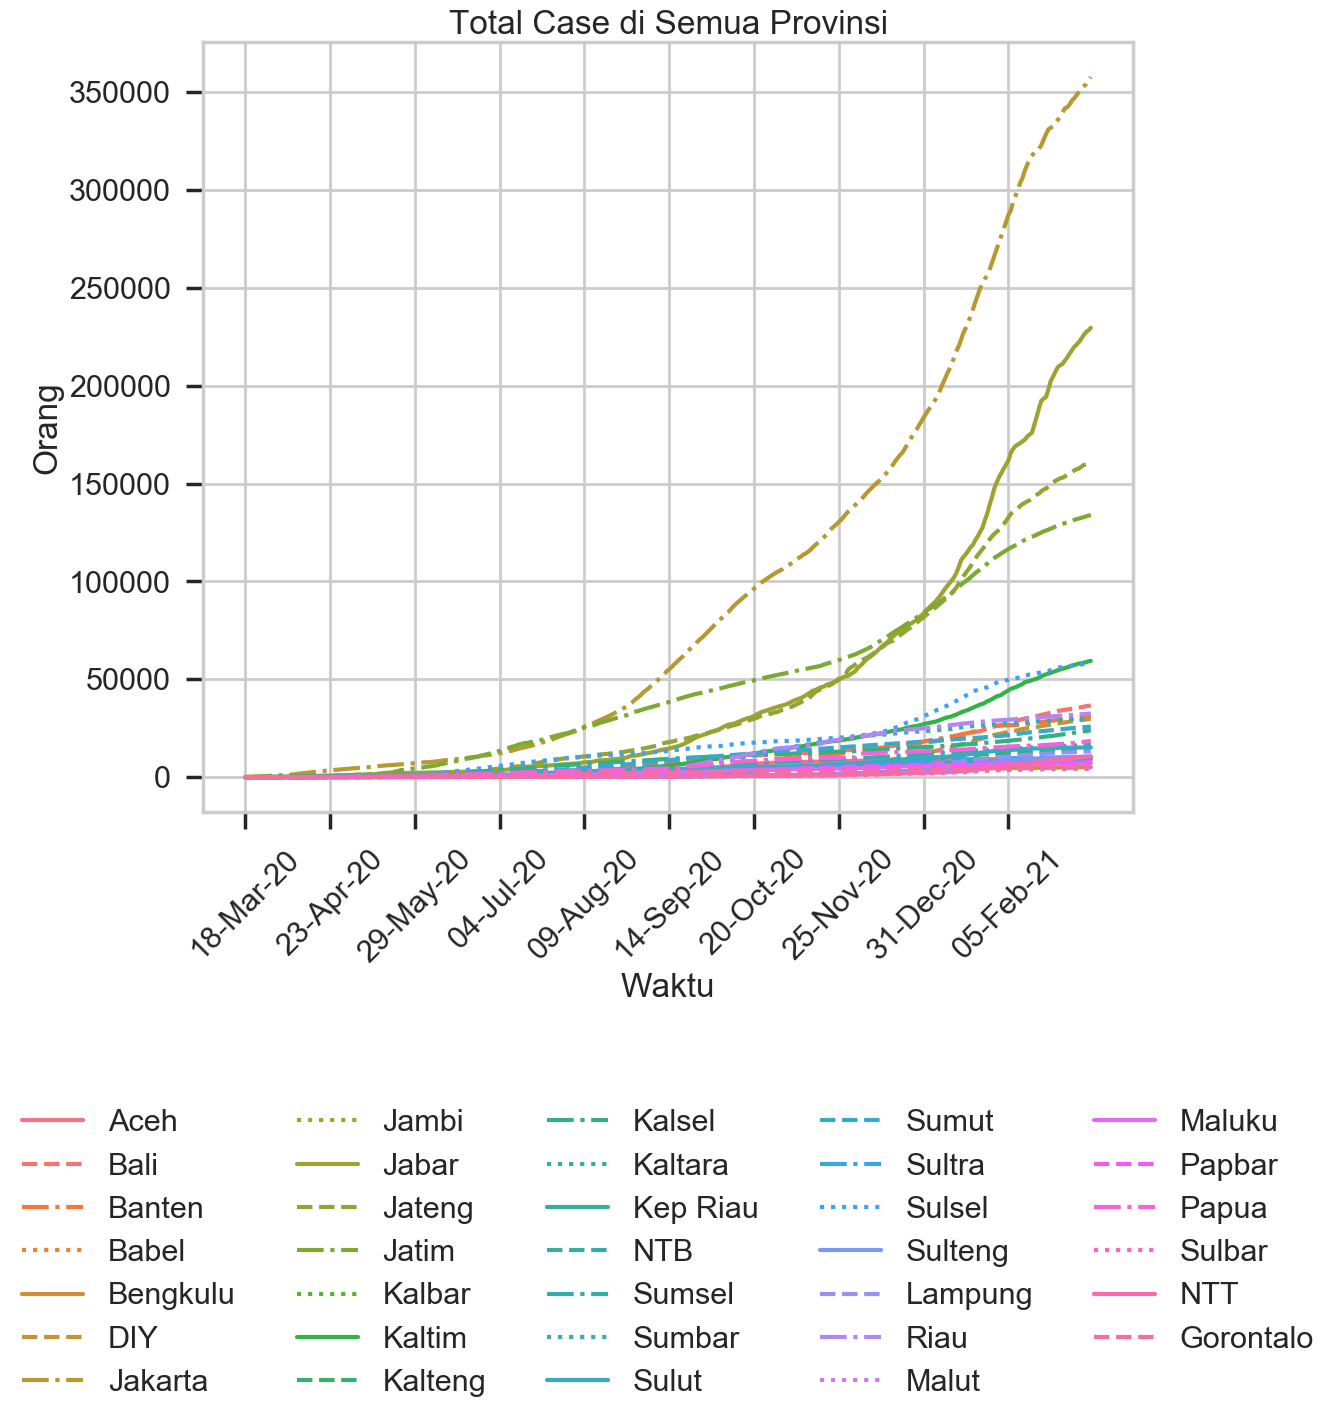 Total Case di Semua Provinsi
350000
300000
250000
200000
150000
100000
50000
0
Orang
18-Mar-20
23-Apr-20
29-May-20
04-Jul-20
09-Aug-20
14-Sep-20
20-Oct-20
25-Nov-20
31-Dec-20
05-Feb-21
Waktu
Aceh
Bali
Banten
Babel
Bengkulu
DIY
Jakarta
Jambi
Jabar
Jateng
Jatim
Kalbar
Kaltim
Kalteng
Kalsel
Kaltara
Kep Riau
NTB
Sumsel
Sumbar
Sulut
Sumut
Sultra
Sulsel
Sulteng
Lampung
Riau
Malut
Maluku
Papbar
Papua
Sulbar
NTT
Gorontalo